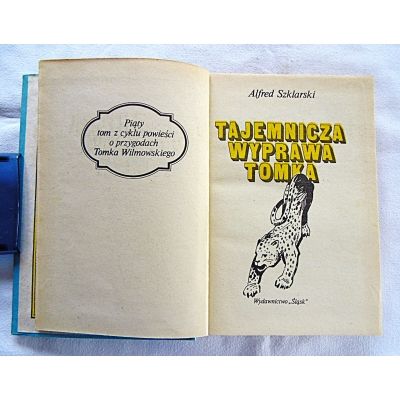 Piąty
tom z cyklu powieści
o przygodach
Tomka Wilmowskiego
Alfred Szklarski
TAJEMNICZA
WYPRAWA
TOMKA
Wydawnictwo „Śląsk”